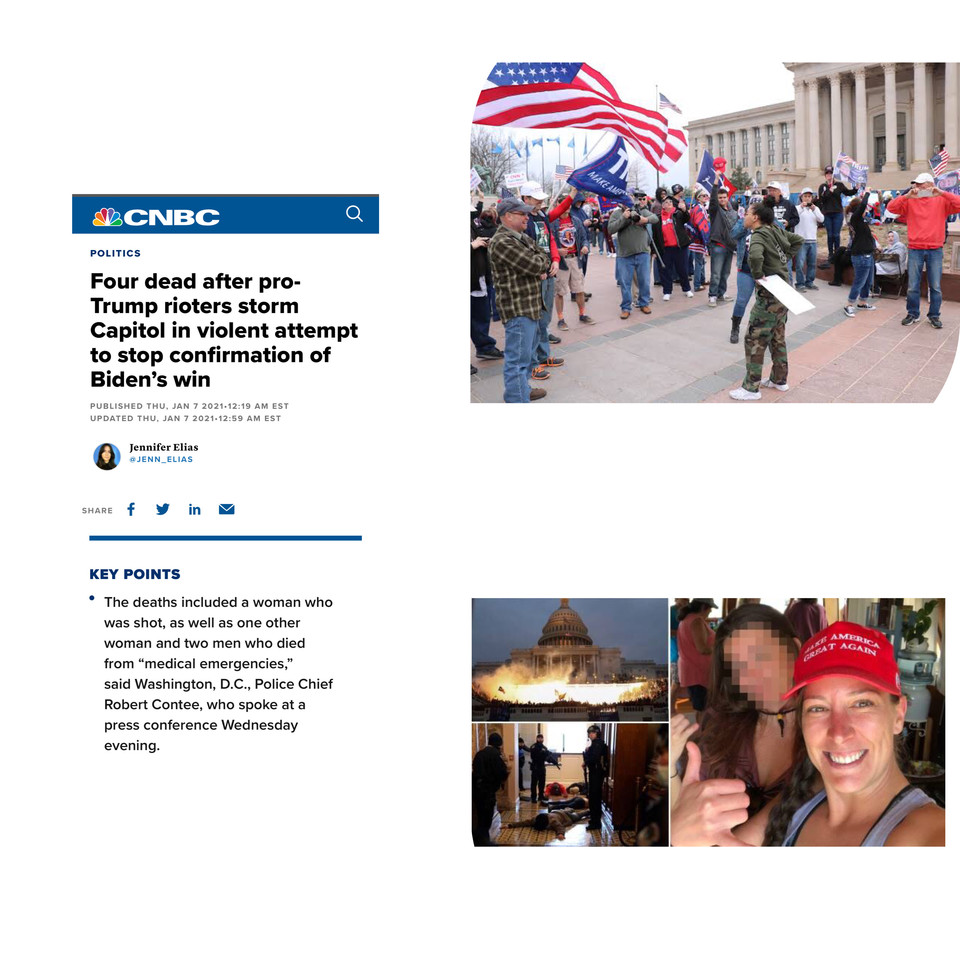 CNBC
POLITICS
Four dead after pro-
Trump rioters storm
Capitol in violent attempt
to stop confirmation of
Biden's win
PUBLISHED THU, JAN 7 2021•12:19 AM EST
UPDATED THU, JAN 7 2021•12:59 AM EST
Jennifer Elias
@JENN_ELIAS
SHARE
KEY POINTS
• The deaths included a woman who
was shot, as well as one other
woman and two men who died
from “medical emergencies,”
said Washington, D.C., Police Chief
Robert Contee, who spoke at a
press conference Wednesday
evening.
MAKE AMERICA
MAKE AMERICA
GREAT AGAIN